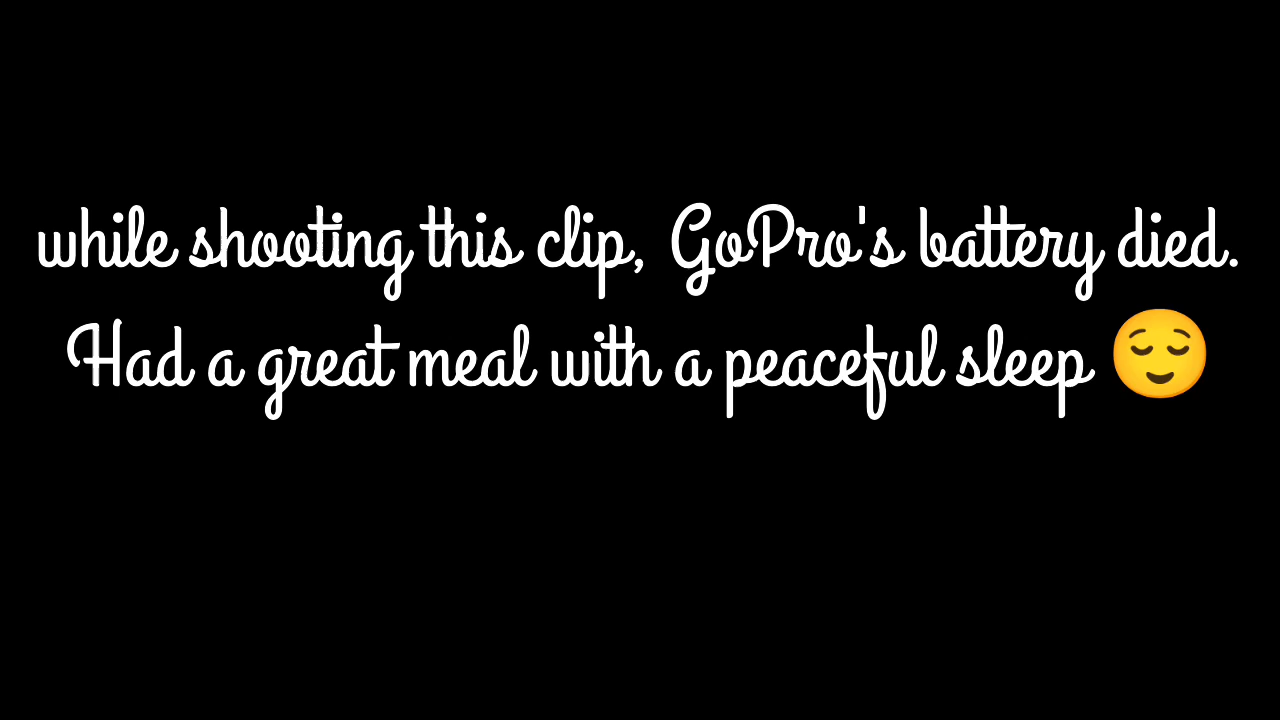 while shooting this clip, GoPro's battery died.
Had a great meal with a peaceful sleep 😌